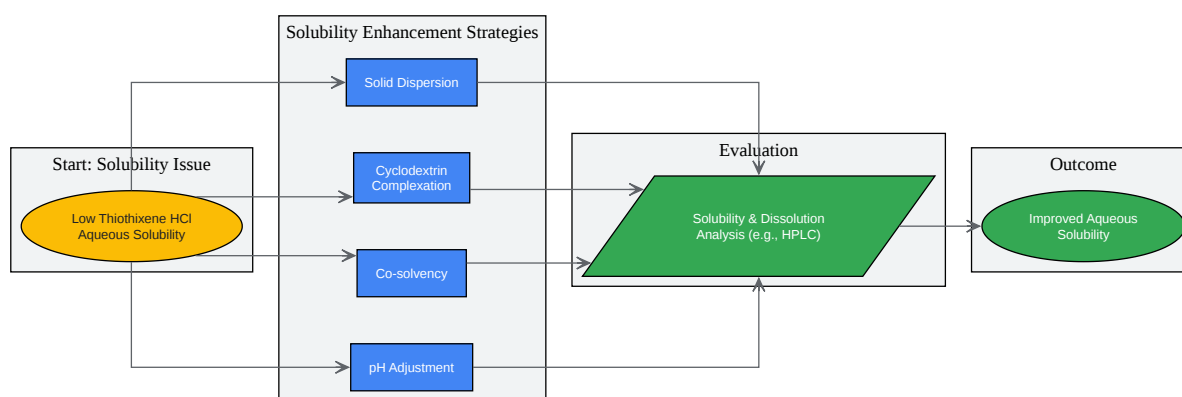 Start: Solubility Issue
Low Thiothixene HCl
Aqueous Solubility
Solubility Enhancement Strategies
Solid Dispersion
Cyclodextrin
Complexation
Co-solvency
pH Adjustment
Evaluation
Solubility & Dissolution
Analysis (e.g., HPLC)
Outcome
Improved Aqueous
Solubility